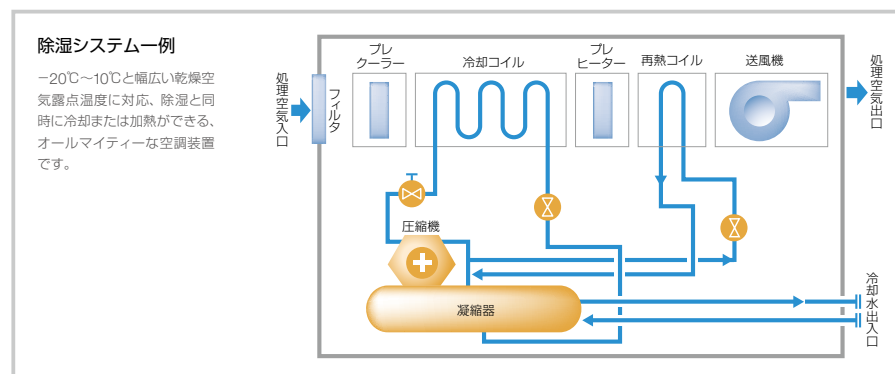 除湿システム一例
−20℃〜10℃と幅広い乾燥空
気露点温度に対応、除湿と同
時に冷却または加熱ができる、
オールマイティーな空調装置
です。
処理空気入口
フィルタ
プレ
クーラー
冷却コイル
プレ
ヒーター
再熱コイル
送風機
処理空気出口
圧縮機
凝縮器
冷却水出入口